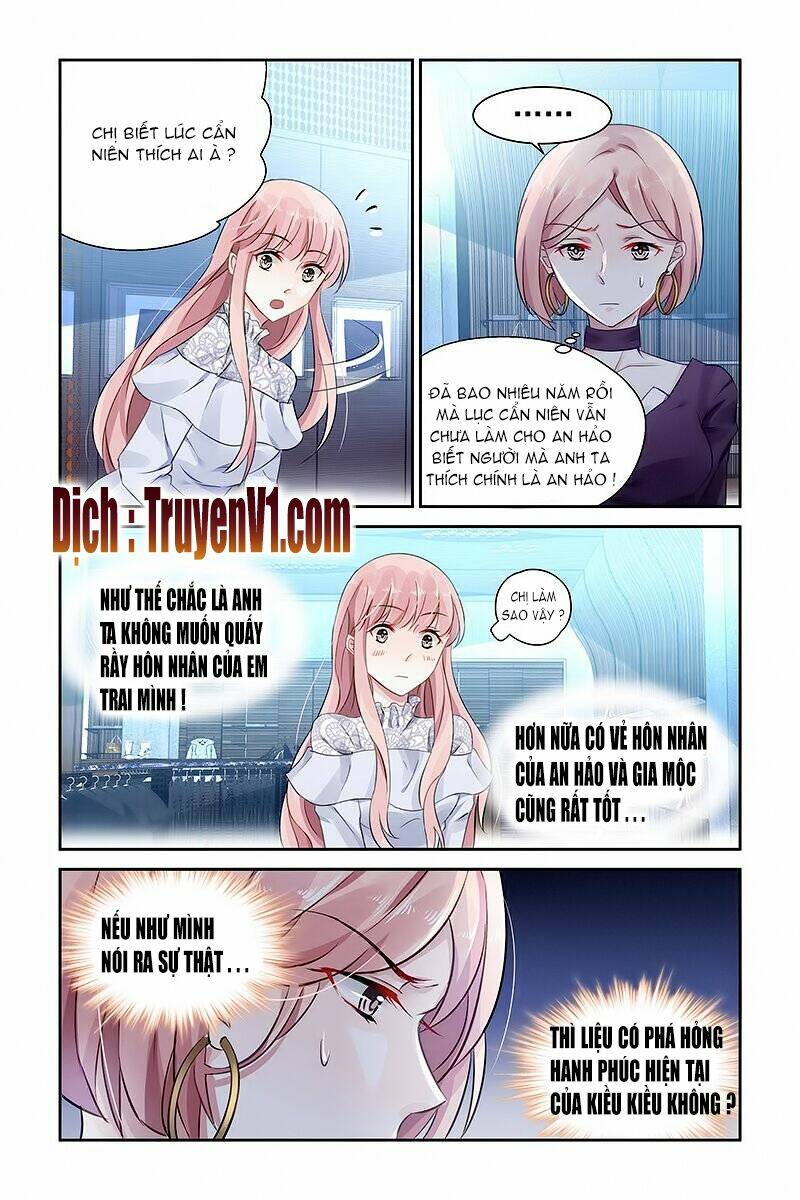 CHỊ BIẾT LÚC CẨN
NIÊN THÍCH AI À ?
......
ĐÃ BAO NHIÊU NĂM RỒI
MÀ LUC CẨN NIÊN VẪN
CHƯA LÀM CHO AN HẢO
BIẾT NGƯỜI MÀ ANH TA
THÍCH CHÍNH LÀ AN HẢO !
Dịch : TruyenV1.com
NHƯ THẾ CHẮC LÀ ANH
TA KHÔNG MUỐN QUẤY
RẦY HÔN NHÂN CỦA EM
TRAI MÌNH !
CHỊ LÀM
SAO VẬY ?
HƠN NỮA CÓ VẺ HÔN NHÂN
CỦA AN HẢO VÀ GIA MỘC
CŨNG RẤT TỐT . . .
NẾU NHƯ MÌNH
NÓI RA SỰ THẬT . . .
THÌ LIỆU CÓ PHÁ HỎNG
HANH PHÚC HIỆN TẠI
CỦA KIỀU KIỀU KHÔNG ?